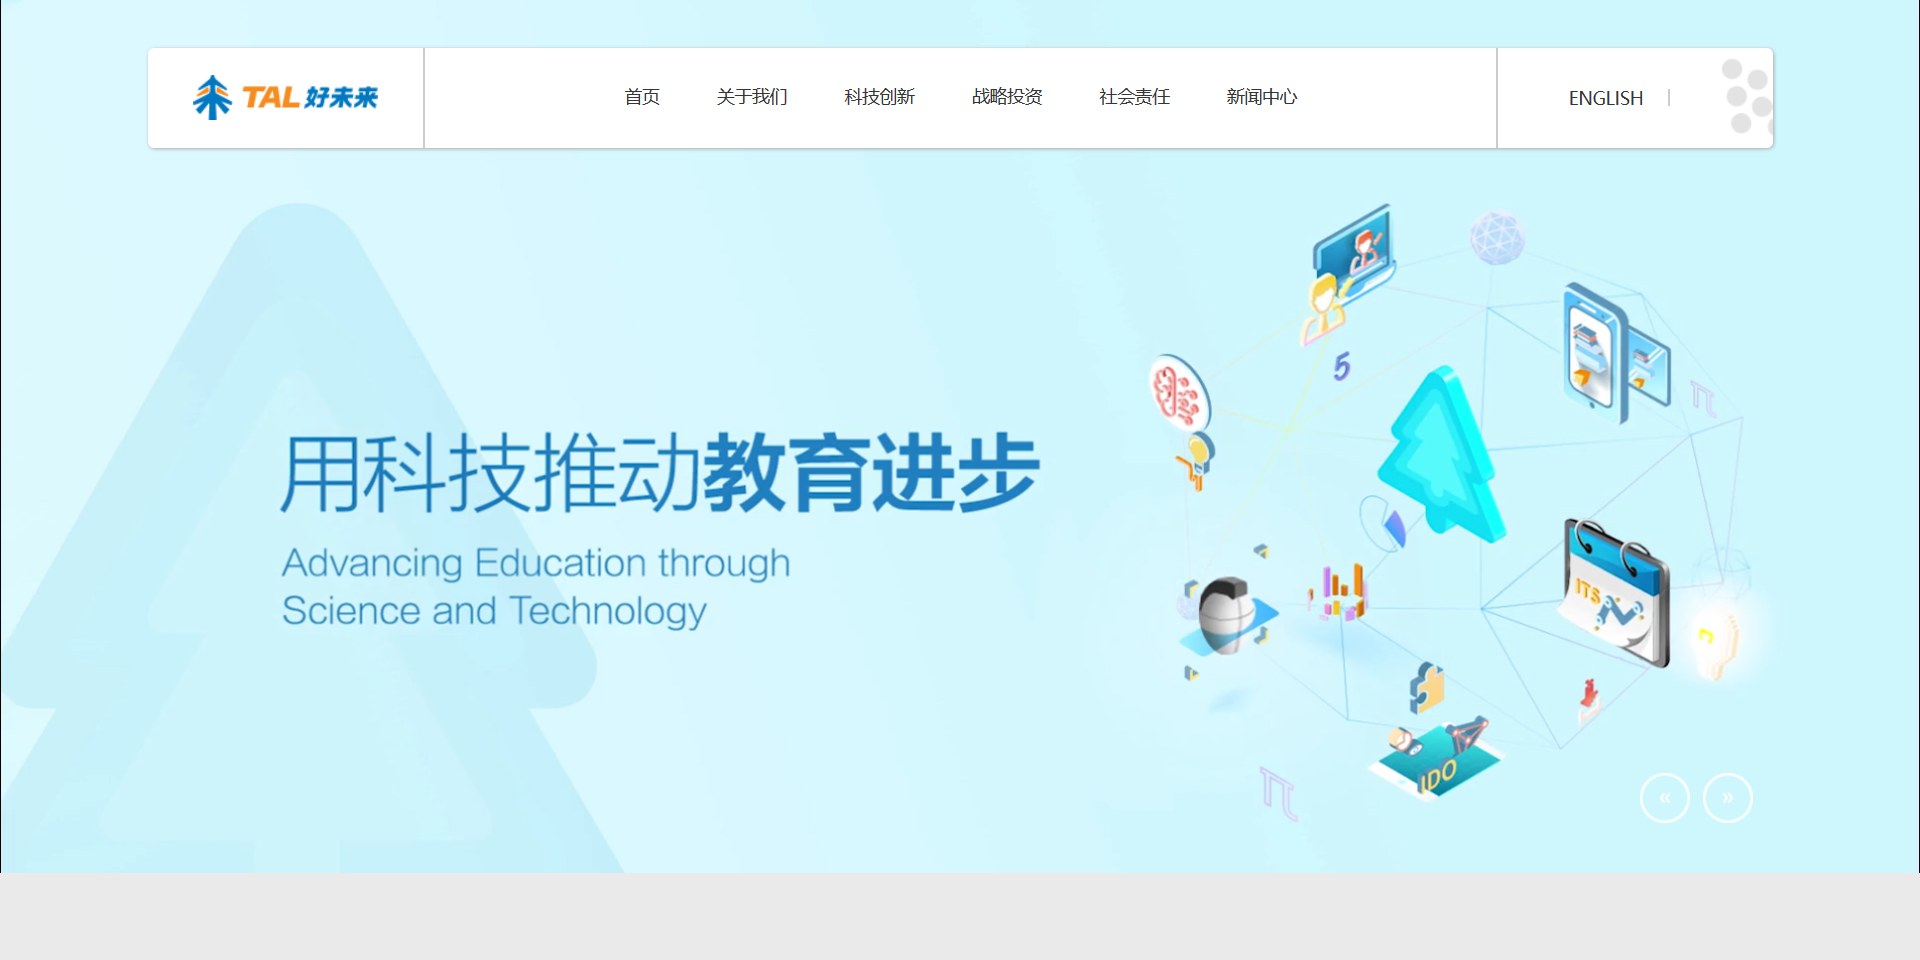 TAL 好未来
首页 关于我们 科技创新 战略投资 社会责任 新闻中心
ENGLISH
5
π
用科技推动教育进步
Advancing Education through
Science and Technology
ITS
IDO
π
« »